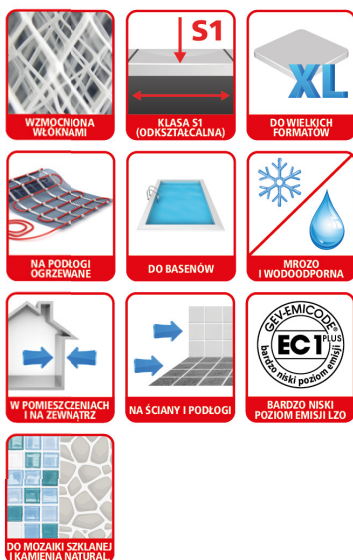 WZMOCNIONA
WŁÓKNAMI
S1
KLASA S1
(ODKSZTAŁCALNA)
XL
DO WIELKICH
FORMATÓW
NA PODŁOGI
OGRZEWANE
DO BASENÓW
MROZO
I WODOODPORNA
W POMIESZCZENIACH
I NA ZEWNĄTRZ
NA ŚCIANY I PODŁOGI
GEV-EMICODE®
EC1PLUS
bardzo niski poziom emisji
BARDZO NISKI
POZIOM EMISJI LZO
DO MOZAIKI SZKLANEJ
I KAMIENIA NATURAL.